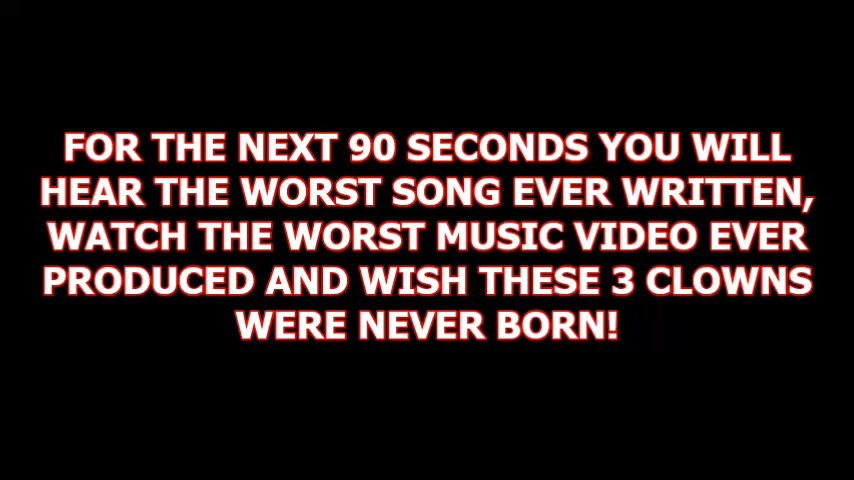 FOR THE NEXT 90 SECONDS YOU WILL
HEAR THE WORST SONG EVER WRITTEN,
WATCH THE WORST MUSIC VIDEO EVER
PRODUCED AND WISH THESE 3 CLOWNS
WERE NEVER BORN!